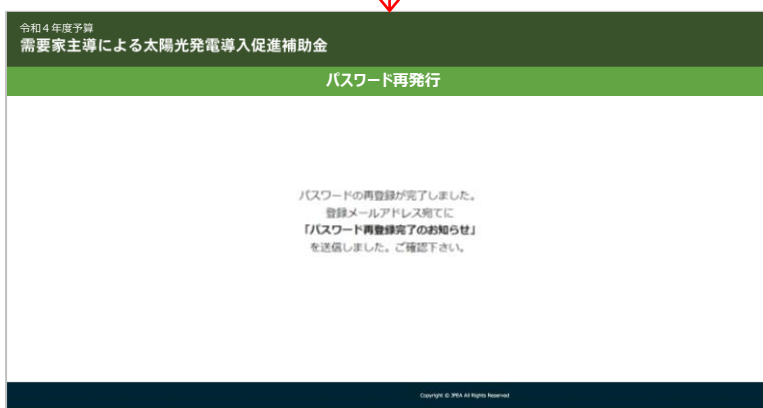 令和４年度予算
需要家主導による太陽光発電導入促進補助金
パスワード再発行
パスワードの再登録が完了しました。
登録メールアドレス宛てに
「パスワード再登録完了のお知らせ」
を送信しました。ご確認下さい。
Copyright © JPEA All Rights Reserved